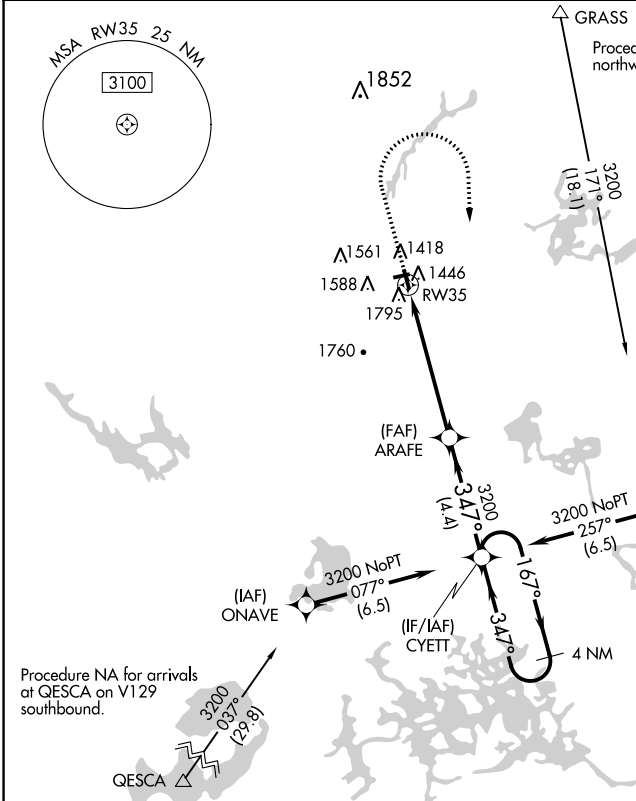 MSA RW35 25 NM
3100
1852
GRASS
Proced
northw
3200
171°
(18.1)
1561
1418
1588
1446
1795
RW35
1760
(FAF)
ARAFE
3200
347°
(4.4)
3200 NoPT
257°
(6.5)
3200 NoPT
077°
(6.5)
(IAF)
ONAVE
(IF/IAF)
CYETT
167°
347°
4 NM
Procedure NA for arrivals
at QESCA on V129
southbound.
3200
037°
(29.8)
QESCA